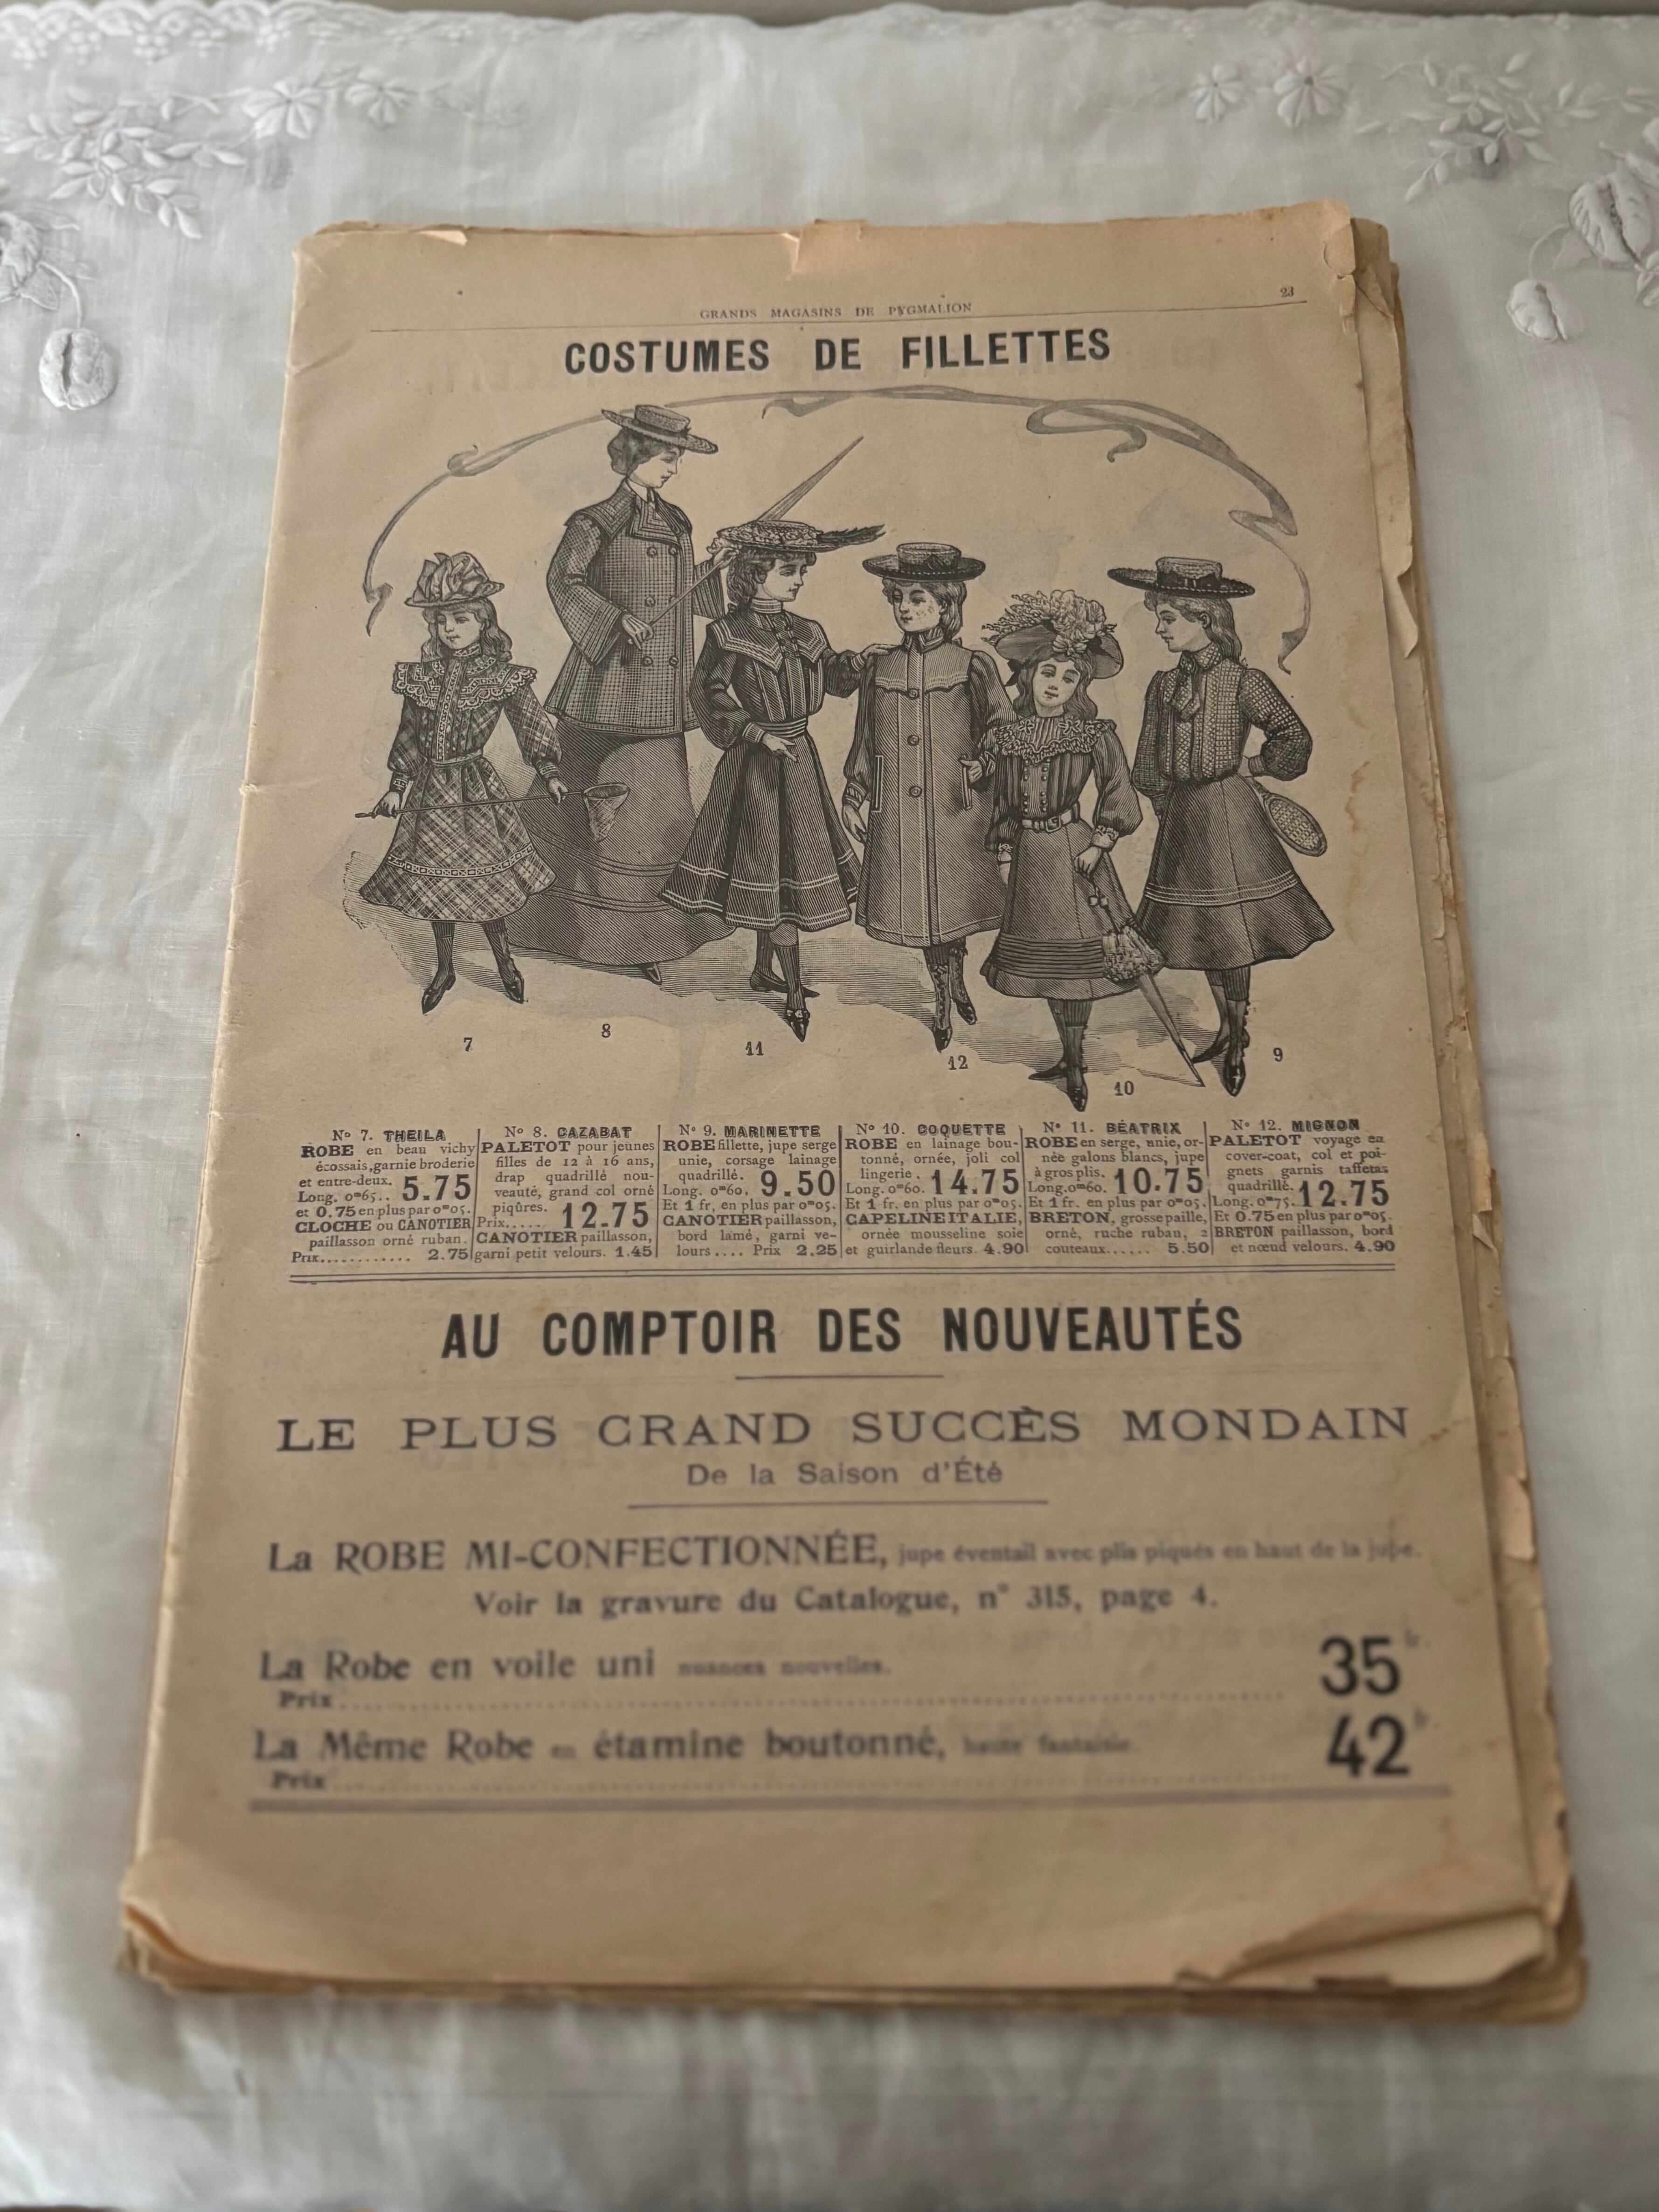 GRANDS MAGASINS DE PYGMALION
23
COSTUMES DE FILLETTES
7
8
11
12
10
9
Nº 7. THEILA
ROBE en beau vichy
écossais, garnie broderie
et entre-deux.
Long. 0ᵐ65.. 5.75
et 0.75 en plus par 0ᵐ05.
CLOCHE ou CANOTIER
paillasson orné ruban.
Prix............ 2.75
Nº 8. CAZABAT
PALETOT pour jeunes
filles de 12 à 16 ans,
drap quadrillé nou-
veauté, grand col orné
piqûres.
Prix..... 12.75
CANOTIER paillasson,
garni petit velours. 1.45
Nº 9. MARINETTE
ROBE fillette, jupe serge
unie, corsage lainage
quadrillé.
Long. 0ᵐ60. 9.50
Et 1 fr, en plus par 0ᵐ05.
CANOTIER paillasson,
bord lamé, garni ve-
lours.... Prix 2.25
Nº 10. COQUETTE
ROBE en lainage bou-
tonné, ornée, joli col
lingerie.
Long. 0ᵐ60. 14.75
Et 1 fr. en plus par 0ᵐ05.
CAPELINE ITALIE,
ornée mousseline soie
et guirlande fleurs. 4.90
Nº 11. BÉATRIX
ROBE en serge, unie, or-
née galons blancs, jupe
à gros plis.
Long. 0ᵐ60. 10.75
Et 1 fr. en plus par 0ᵐ05.
BRETON, grosse paille,
orné, ruche ruban, 2
couteaux...... 5.50
Nº 12. MIGNON
PALETOT voyage en
cover-coat, col et poi-
gnets garnis taffetas
quadrillé.
Long. 0ᵐ75. 12.75
Et 0.75 en plus par 0ᵐ05.
BRETON paillasson, bord
et nœud velours. 4.90
AU COMPTOIR DES NOUVEAUTÉS
LE PLUS GRAND SUCCÈS MONDAIN
De la Saison d'Été
La ROBE MI-CONFECTIONNÉE, jupe éventail avec plis piqués en haut de la jupe.
Voir la gravure du Catalogue, n° 315, page 4.
La Robe en voile uni nuances nouvelles.
Prix........ 35 fr.
La Même Robe en étamine boutonné, haute fantaisie.
Prix........ 42 fr.